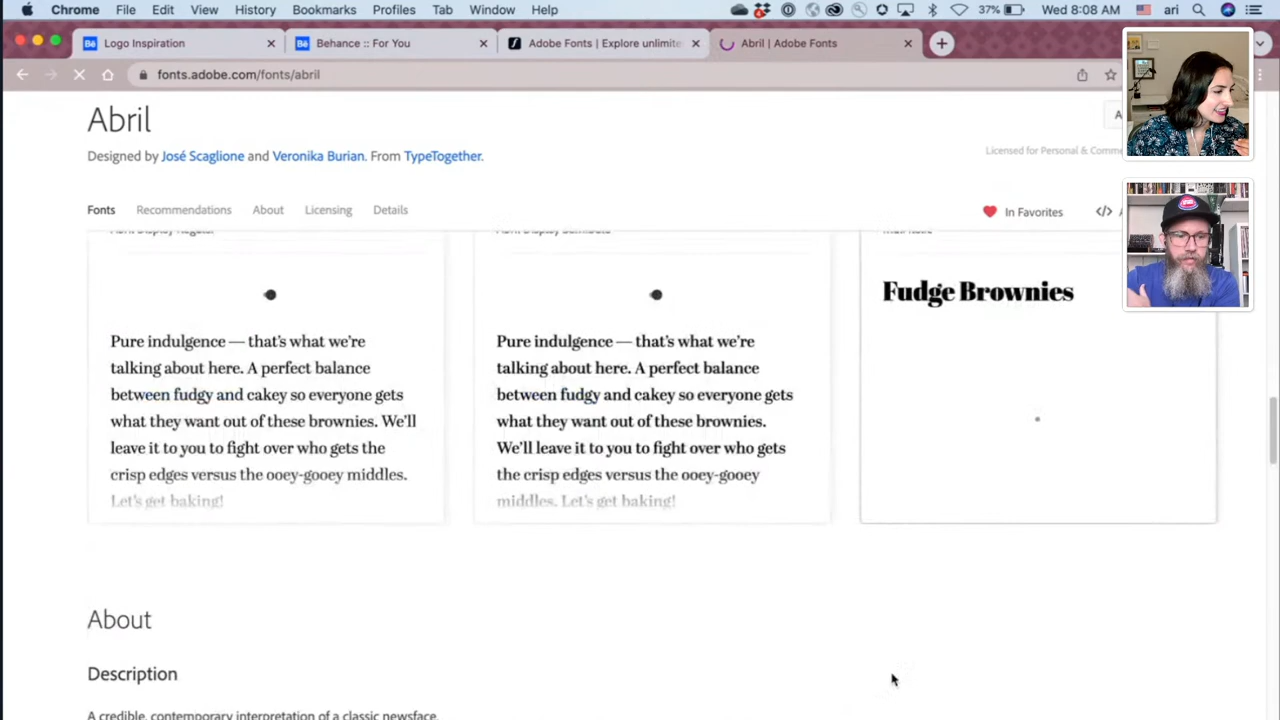 Chrome File Edit View History Bookmarks Profiles Tab Window Help 37% Wed 8:08 AM ari
Logo Inspiration
Behance :: For You
Adobe Fonts | Explore unlimite
Abril | Adobe Fonts
fonts.adobe.com/fonts/abril
Abril
Designed by José Scaglione and Veronika Burian. From TypeTogether.
Licensed for Personal & Comme
Fonts Recommendations About Licensing Details
In Favorites
Pure indulgence — that's what we're
talking about here. A perfect balance
between fudgy and cakey so everyone gets
what they want out of these brownies. We'll
leave it to you to fight over who gets the
crisp edges versus the ooey-gooey middles.
Let's get baking!
Pure indulgence — that's what we're
talking about here. A perfect balance
between fudgy and cakey so everyone gets
what they want out of these brownies.
We'll leave it to you to fight over who gets
the crisp edges versus the ooey-gooey
middles. Let's get baking!
Fudge Brownies
About
Description
A credible, contemporary interpretation of a classic newsface.